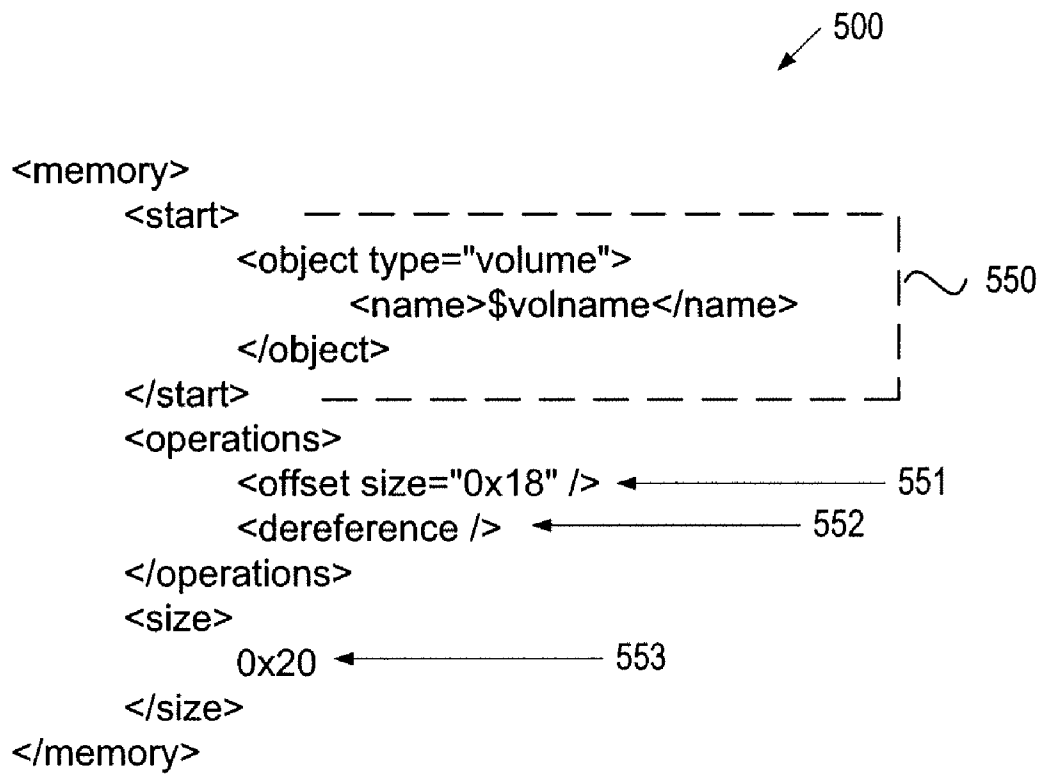 500
<memory>
<start>
<object type="volume">
550
<name>$volname</name>
</object>
</start>
<operations>
<offset size="0x18" /> 551
<dereference /> 552
</operations>
<size>
0x20 553
</size>
</memory>